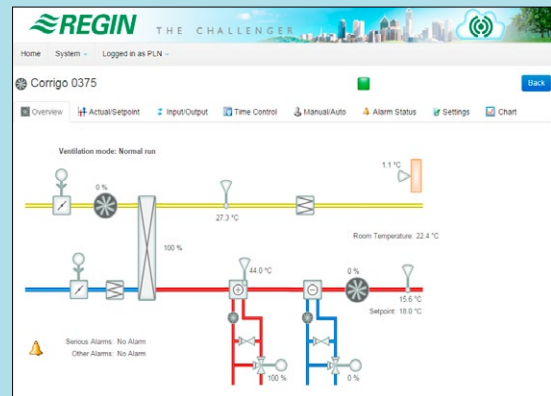 REGIN THE CHALLENGER
Home System Logged in as PLN
Corrigo 0375 Back
Overview Actual/Setpoint Input/Output Time Control Manual/Auto Alarm Status Settings Chart
Ventilation mode: Normal run
1.1 °C
0 %
27.3 °C
Room Temperature: 22.4 °C
100 %
44.0 °C
0 %
15.6 °C
Setpoint: 18.0 °C
Serious Alarms: No Alarm
Other Alarms: No Alarm
100 %
0 %